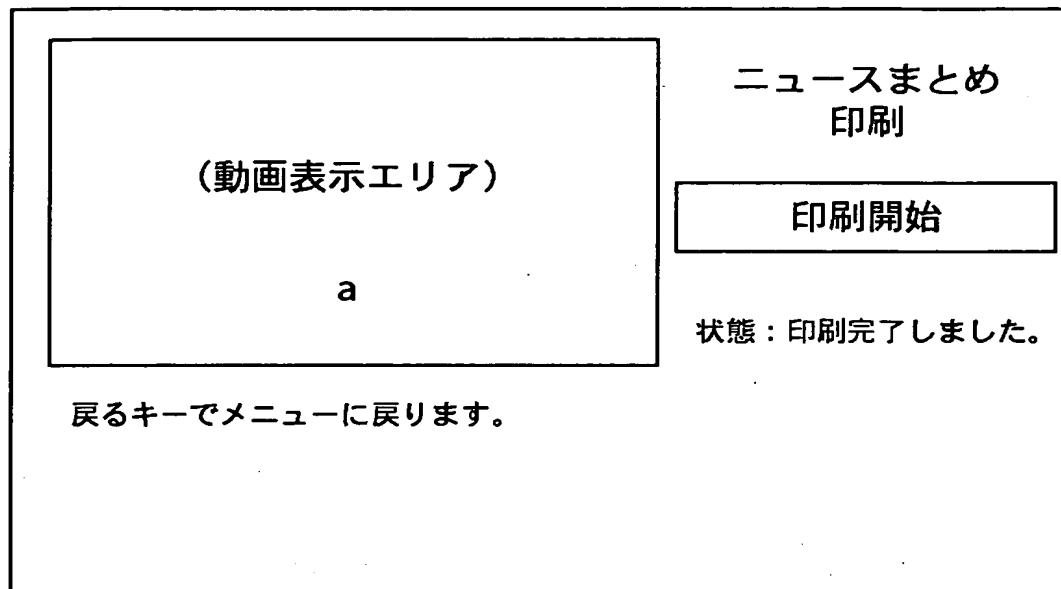 (動画表示エリア)
a
ニュースまとめ
印刷
印刷開始
状態：印刷完了しました。
戻るキーでメニューに戻ります。